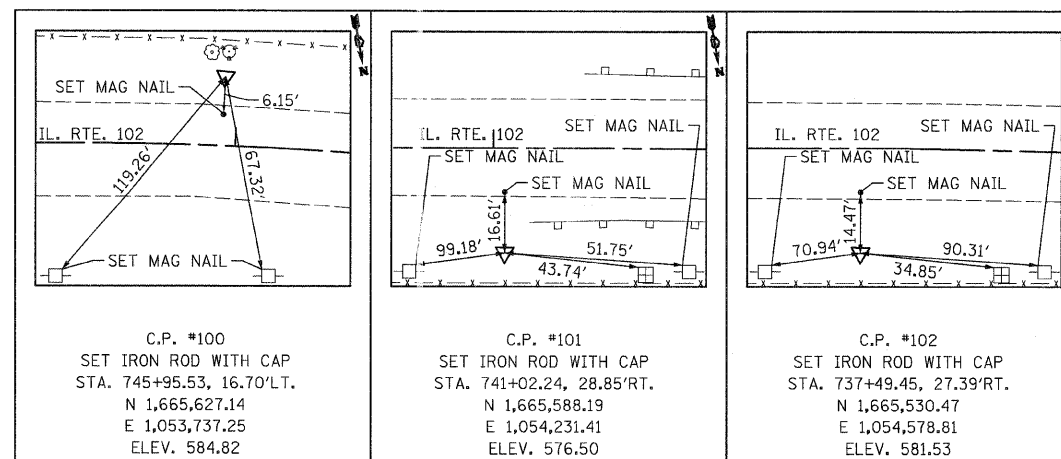 SET MAG NAIL
6.15'
IL. RTE. 102
119.26'
67.32'
SET MAG NAIL
N
C.P. #100
SET IRON ROD WITH CAP
STA. 745+95.53, 16.70'LT.
N 1,665,627.14
E 1,053,737.25
ELEV. 584.82
IL. RTE. 102
SET MAG NAIL
SET MAG NAIL
SET MAG NAIL
16.61'
99.18'
51.75'
43.74'
N
C.P. #101
SET IRON ROD WITH CAP
STA. 741+02.24, 28.85'RT.
N 1,665,588.19
E 1,054,231.41
ELEV. 576.50
IL. RTE. 102
SET MAG NAIL
SET MAG NAIL
SET MAG NAIL
14.47'
70.94'
90.31'
34.85'
N
C.P. #102
SET IRON ROD WITH CAP
STA. 737+49.45, 27.39'RT.
N 1,665,530.47
E 1,054,578.81
ELEV. 581.53